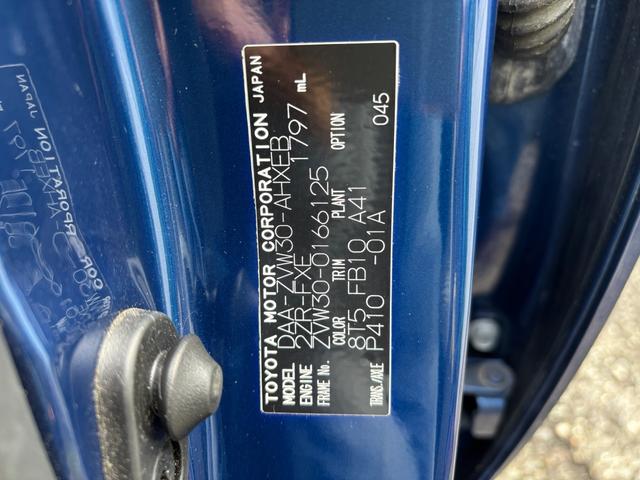 TOYOTA MOTOR CORPORATION JAPAN
MODEL DAA-ZVW30-AHXEB
ENGINE 2ZR-FXE 1797 mL
FRAME No. ZVW30-0166125
COLOR TRIM PLANT OPTION
8T5 FB10 A41 045
TRANS./AXLE P410 -01A